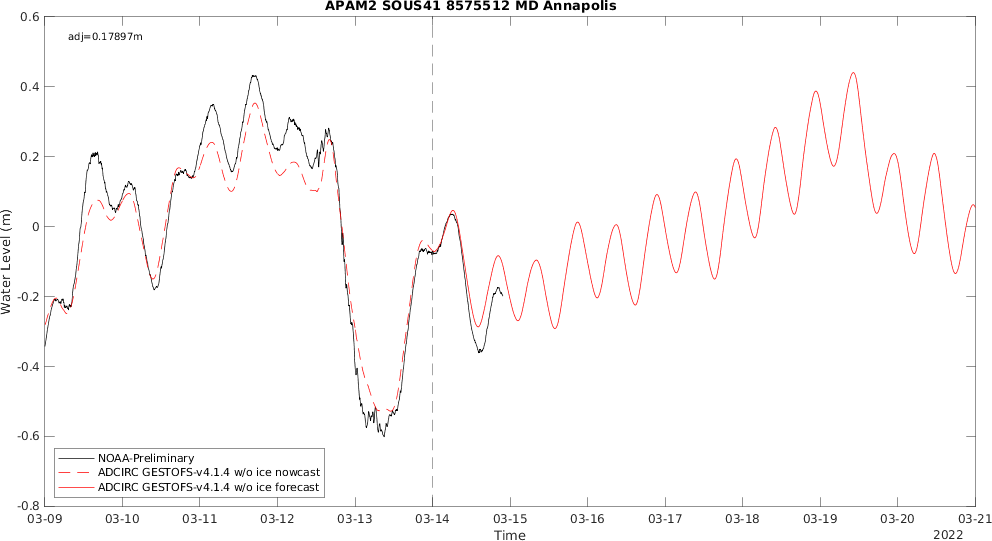 APAM2 SOUS41 8575512 MD Annapolis
adj=0.17897m
0.6
0.4
0.2
0
-0.2
-0.4
-0.6
-0.8
Water Level (m)
NOAA-Preliminary
ADCIRC GESTOFS-v4.1.4 w/o ice nowcast
ADCIRC GESTOFS-v4.1.4 w/o ice forecast
03-09 03-10 03-11 03-12 03-13 03-14 03-15 03-16 03-17 03-18 03-19 03-20 03-21
Time
2022